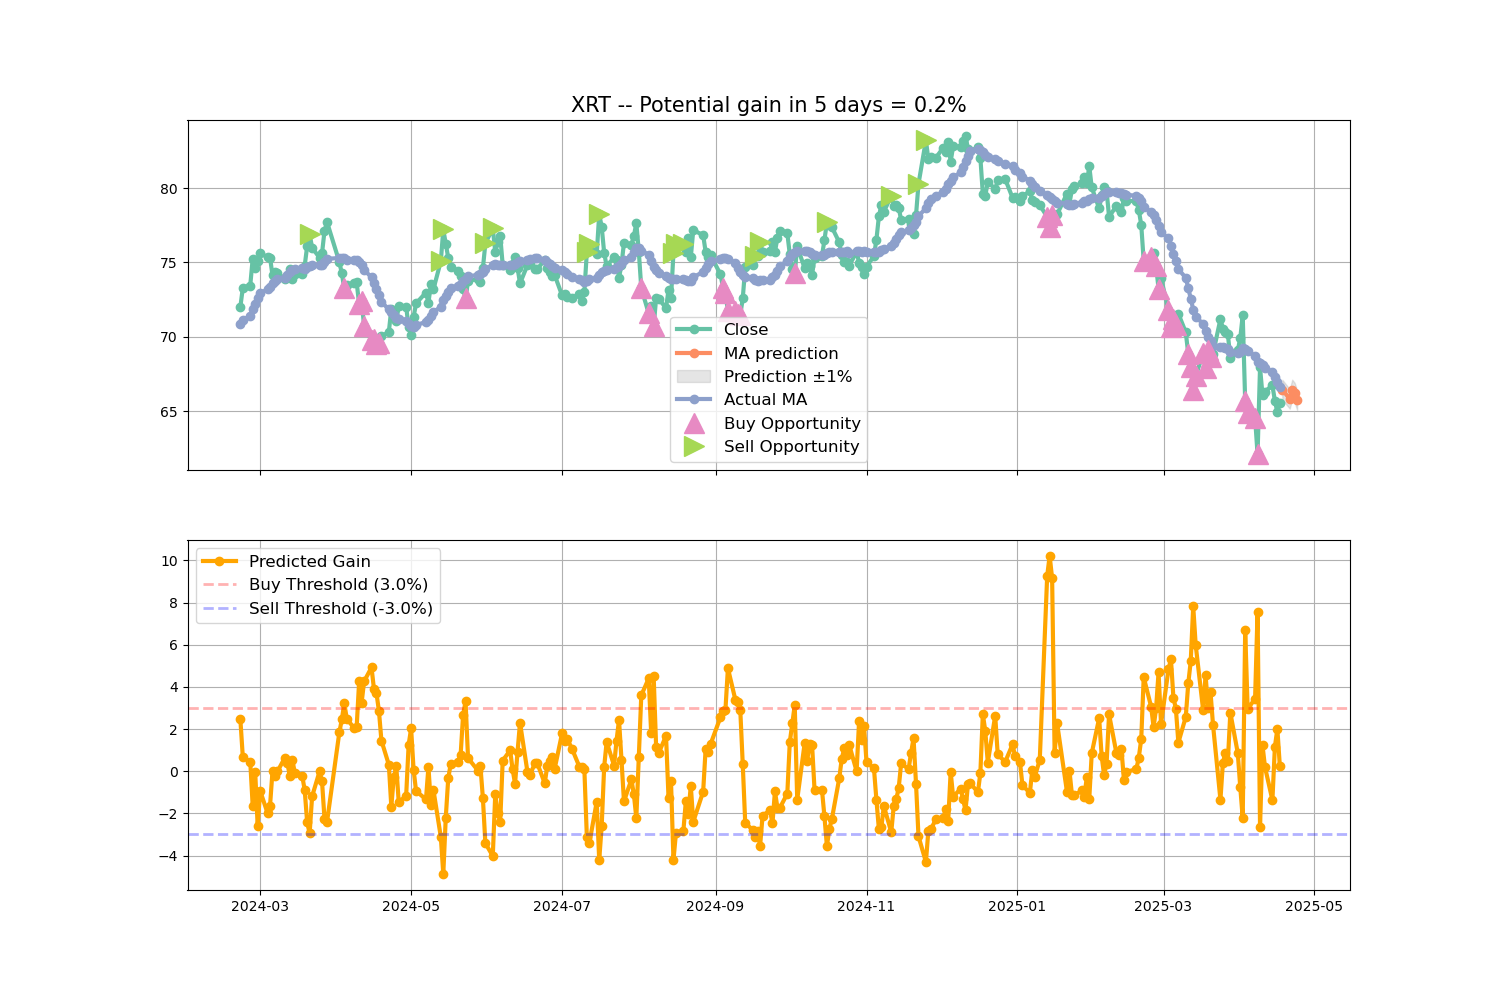 XRT -- Potential gain in 5 days = 0.2%
80
75
70
65
Close
MA prediction
Prediction ±1%
Actual MA
Buy Opportunity
Sell Opportunity
10
8
6
4
2
0
−2
−4
Predicted Gain
Buy Threshold (3.0%)
Sell Threshold (-3.0%)
2024-03 2024-05 2024-07 2024-09 2024-11 2025-01 2025-03 2025-05